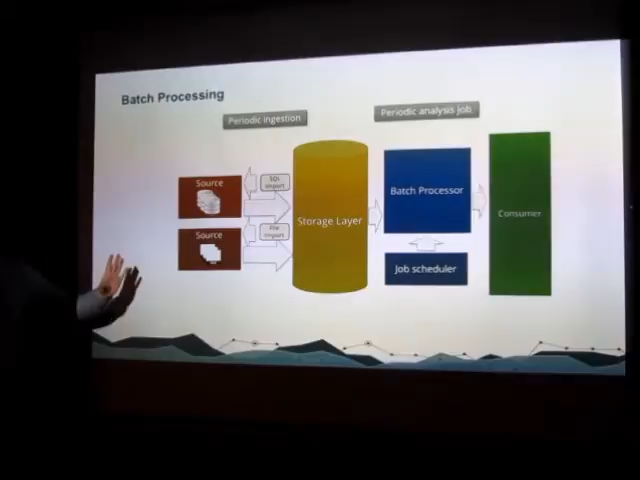 Batch Processing
Periodic ingestion
Periodic analysis job
Source
SQL
import
Storage Layer
Batch Processor
Consumer
Source
File
import
Job scheduler